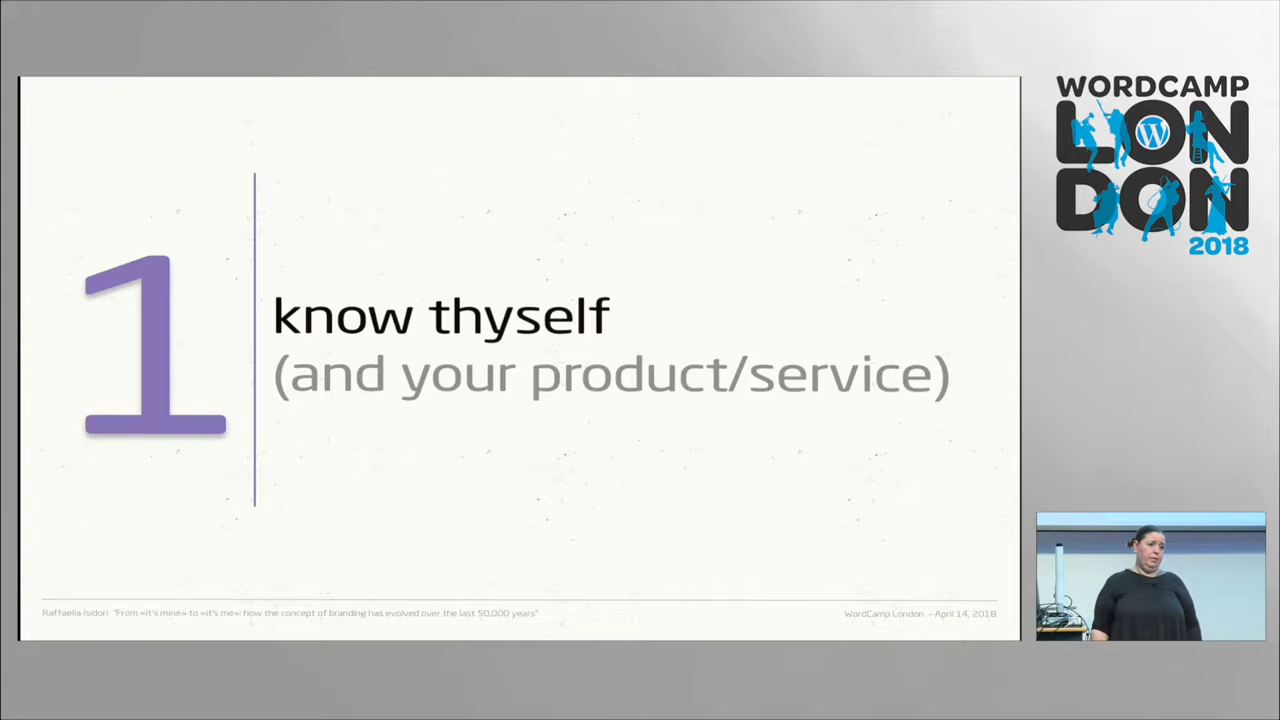 1
know thyself
(and your product/service)
Raffaella Isidori "From «it's mine» to «it's me»: how the concept of branding has evolved over the last 50,000 years"
WordCamp London – April 14, 2018
WORDCAMP
LON
DON
2018